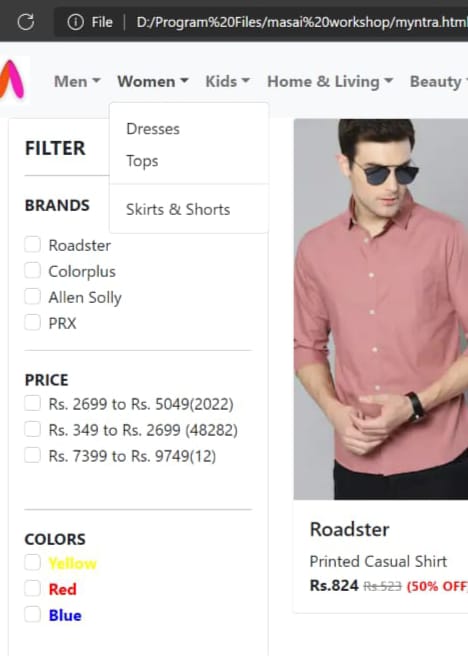 File | D:/Program%20Files/masai%20workshop/myntra.html
Men Women Kids Home & Living Beauty
Dresses
Tops
Skirts & Shorts
FILTER
BRANDS
Roadster
Colorplus
Allen Solly
PRX
PRICE
Rs. 2699 to Rs. 5049(2022)
Rs. 349 to Rs. 2699 (48282)
Rs. 7399 to Rs. 9749(12)
COLORS
Yellow
Red
Blue
Roadster
Printed Casual Shirt
Rs.824 Rs.523 (50% OFF)